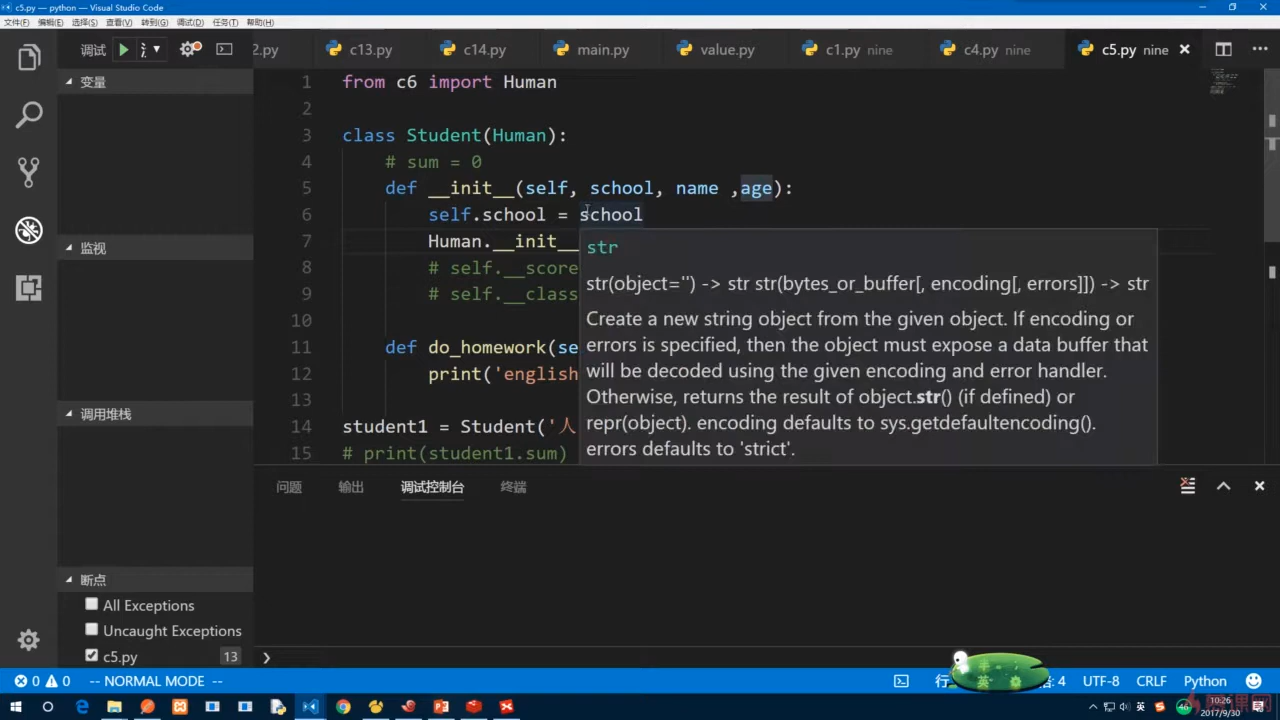 c5.py — python — Visual Studio Code
文件(F) 编辑(E) 选择(S) 查看(V) 转到(G) 调试(D) 任务(T) 帮助(H)
调试
2.py c13.py c14.py main.py value.py c1.py nine c4.py nine c5.py nine
变量
监视
调用堆栈
断点
All Exceptions
Uncaught Exceptions
c5.py 13
1 from c6 import Human
2
3 class Student(Human):
4 # sum = 0
5 def __init__(self, school, name ,age):
6 self.school = school
7 Human.__init__
8 # self.__score
9 # self.__class
10
11 def do_homework(se
12 print('english
13
14 student1 = Student('人
15 # print(student1.sum)
str
str(object='') -> str str(bytes_or_buffer[, encoding[, errors]]) -> str
Create a new string object from the given object. If encoding or
errors is specified, then the object must expose a data buffer that
will be decoded using the given encoding and error handler.
Otherwise, returns the result of object.str() (if defined) or
repr(object). encoding defaults to sys.getdefaultencoding().
errors defaults to 'strict'.
问题 输出 调试控制台 终端
0 0 -- NORMAL MODE --
行 英 格: 4 UTF-8 CRLF Python
英 46 10:26
2017/9/30